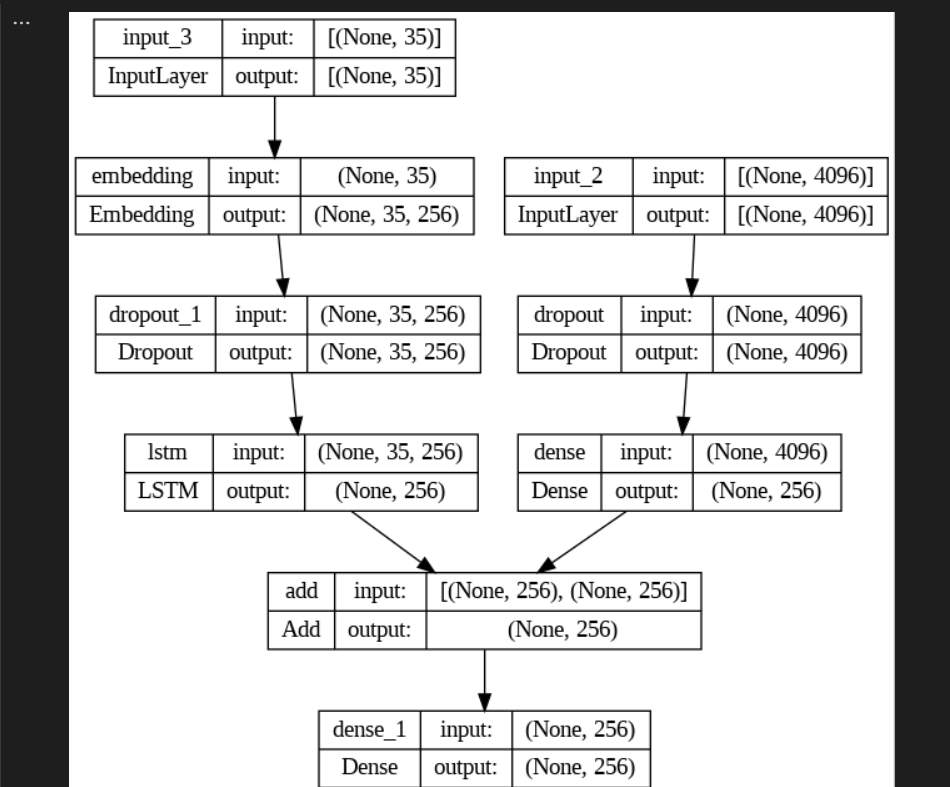 ...
input_3 input: [(None, 35)]
InputLayer output: [(None, 35)]
embedding input: (None, 35)
Embedding output: (None, 35, 256)
input_2 input: [(None, 4096)]
InputLayer output: [(None, 4096)]
dropout_1 input: (None, 35, 256)
Dropout output: (None, 35, 256)
dropout input: (None, 4096)
Dropout output: (None, 4096)
lstm input: (None, 35, 256)
LSTM output: (None, 256)
dense input: (None, 4096)
Dense output: (None, 256)
add input: [(None, 256), (None, 256)]
Add output: (None, 256)
dense_1 input: (None, 256)
Dense output: (None, 256)